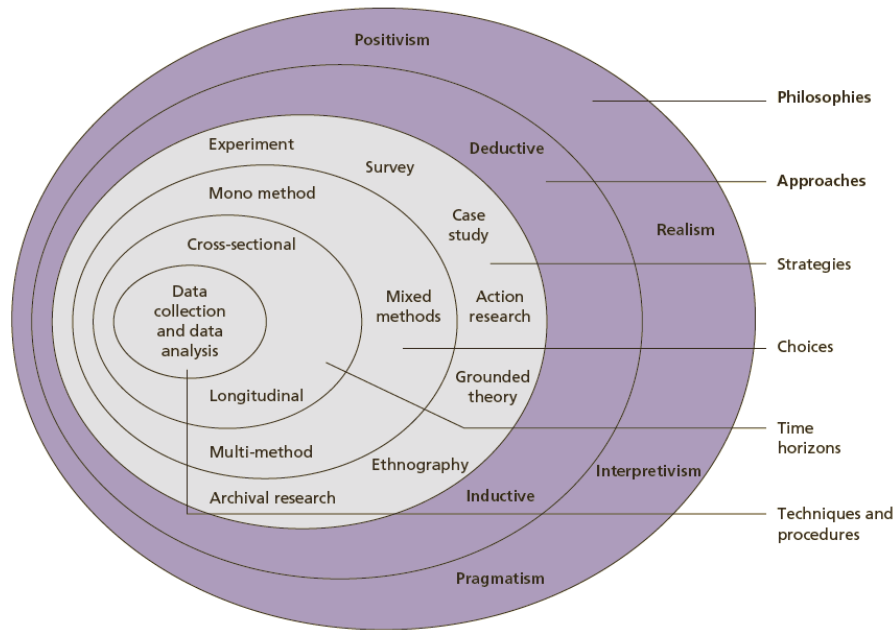 Positivism
Philosophies
Experiment
Deductive
Survey
Approaches
Mono method
Case
study
Realism
Cross-sectional
Strategies
Data
collection
and data
analysis
Mixed
methods
Action
research
Choices
Grounded
theory
Longitudinal
Time
horizons
Multi-method
Ethnography
Interpretivism
Archival research
Inductive
Techniques and
procedures
Pragmatism